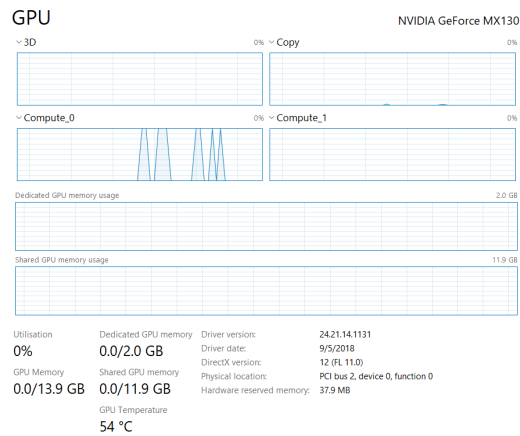 GPU
NVIDIA GeForce MX130
3D 0%
Copy 0%
Compute_0 0%
Compute_1 0%
Dedicated GPU memory usage 2.0 GB
Shared GPU memory usage 11.9 GB
Utilisation
0%
Dedicated GPU memory
0.0/2.0 GB
GPU Memory
0.0/13.9 GB
Shared GPU memory
0.0/11.9 GB
GPU Temperature
54 °C
Driver version: 24.21.14.1131
Driver date: 9/5/2018
DirectX version: 12 (FL 11.0)
Physical location: PCI bus 2, device 0, function 0
Hardware reserved memory: 37.9 MB